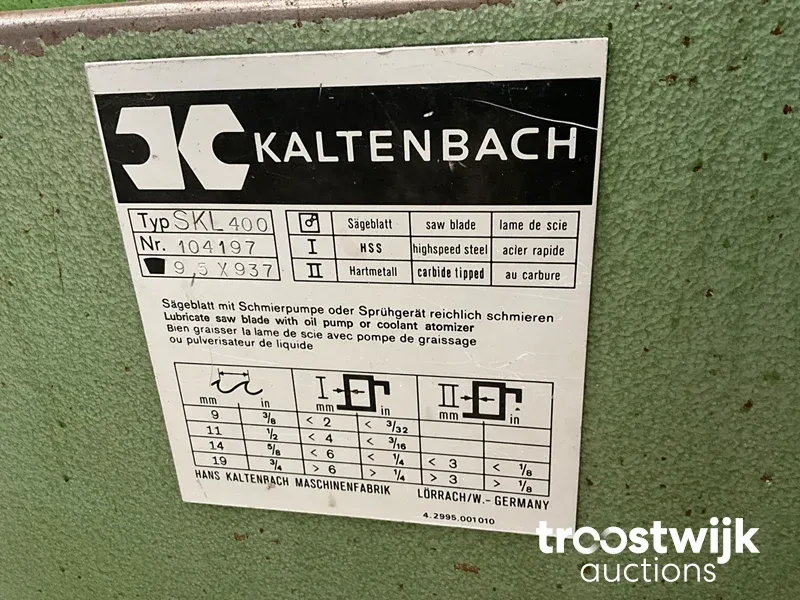 KALTENBACH
Typ SKL 400
Nr. 104197
9,5 X 937
Sägeblatt saw blade lame de scie
I HSS highspeed steel acier rapide
II Hartmetall carbide tipped au carbure
Sägeblatt mit Schmierpumpe oder Sprühgerät reichlich schmieren
Lubricate saw blade with oil pump or coolant atomizer
Bien graisser la lame de scie avec pompe de graissage
ou pulverisateur de liquide
I II
mm in mm in mm in
9 3/8 < 2 < 3/32
11 1/2 < 4 < 3/16
14 5/8 < 6 < 1/4 < 3 < 1/8
19 3/4 > 6 > 1/4 > 3 > 1/8
HANS KALTENBACH MASCHINENFABRIK LÖRRACH/W.- GERMANY
4.2995.001010
troostwijk
auctions